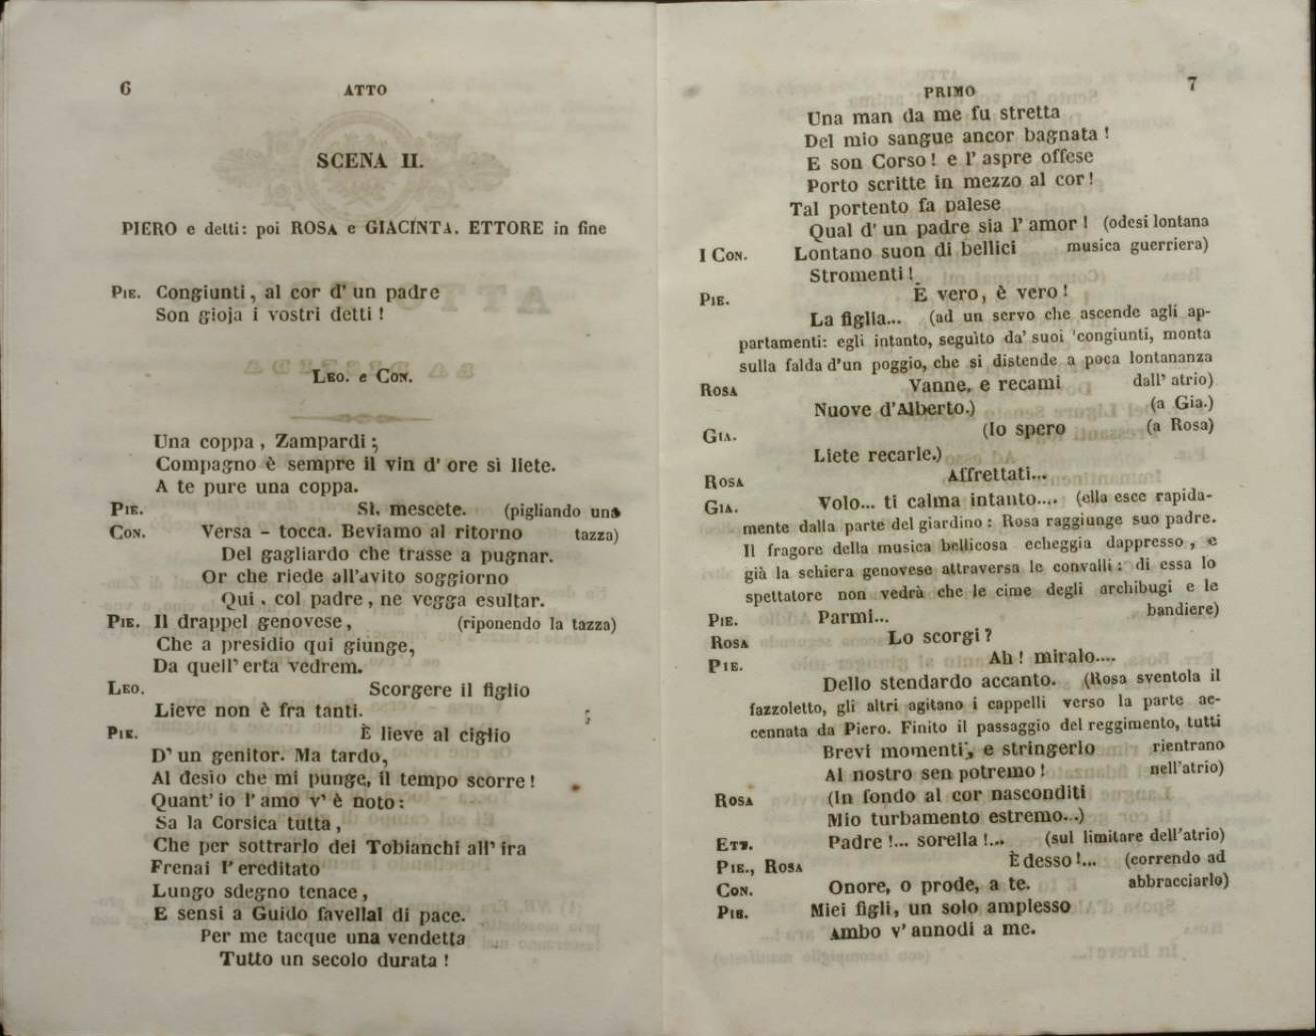 6
ATTO
SCENA II.
PIERO e detti: poi ROSA e GIACINTA. ETTORE in fine
PIE. Congiunti, al cor d' un padre
Son gioja i vostri detti !
LEO. e CON.
Una coppa , Zampardi ;
Compagno è sempre il vin d' ore sì liete.
A te pure una coppa.
PIE. Sì, mescete. (pigliando una
CON. Versa – tocca. Beviamo al ritorno tazza)
Del gagliardo che trasse a pugnar.
Or che riede all'avito soggiorno
Qui , col padre , ne vegga esultar.
PIE. Il drappel genovese, (riponendo la tazza)
Che a presidio qui giunge,
Da quell' erta vedrem.
LEO. Scorgere il figlio
Lieve non è fra tanti.
PIE. È lieve al ciglio
D' un genitor. Ma tardo,
Al desìo che mi punge, il tempo scorre !
Quant' io l' amo v' è noto :
Sa la Corsica tutta ,
Che per sottrarlo dei Tobianchi all' ira
Frenai l' ereditato
Lungo sdegno tenace ,
E sensi a Guido favellai di pace.
Per me tacque una vendetta
Tutto un secolo durata !
PRIMO
7
Una man da me fu stretta
Del mio sangue ancor bagnata !
E son Corso ! e l' aspre offese
Porto scritte in mezzo al cor !
Tal portento fa palese
Qual d' un padre sia l' amor ! (odesi lontana
I CON. Lontano suon di bellici musica guerriera)
Stromenti !
PIE. È vero, è vero !
La figlia... (ad un servo che ascende agli ap-
partamenti: egli intanto, seguìto da' suoi congiunti, monta
sulla falda d'un poggio, che si distende a poca lontananza
ROSA Vanne, e recami dall' atrio)
Nuove d'Alberto.) (a Gia.)
GIA. (Io spero (a Rosa)
Liete recarle.)
ROSA Affrettati...
GIA. Volo... ti calma intanto.... (ella esce rapida-
mente dalla parte del giardino : Rosa raggiunge suo padre.
Il fragore della musica bellicosa echeggia dappresso , e
già la schiera genovese attraversa le convalli : di essa lo
spettatore non vedrà che le cime degli archibugi e le
PIE. Parmi... bandiere)
ROSA Lo scorgi ?
PIE. Ah ! miralo....
Dello stendardo accanto. (Rosa sventola il
fazzoletto, gli altri agitano i cappelli verso la parte ac-
cennata da Piero. Finito il passaggio del reggimento, tutti
Brevi momenti, e stringerlo rientrano
Al nostro sen potremo ! nell'atrio)
ROSA (In fondo al cor nasconditi
Mio turbamento estremo...)
ETT. Padre !... sorella !... (sul limitare dell'atrio)
PIE., ROSA È desso !... (correndo ad
CON. Onore, o prode, a te. abbracciarlo)
PIE. Miei figli, un solo amplesso
Ambo v' annodi a me.